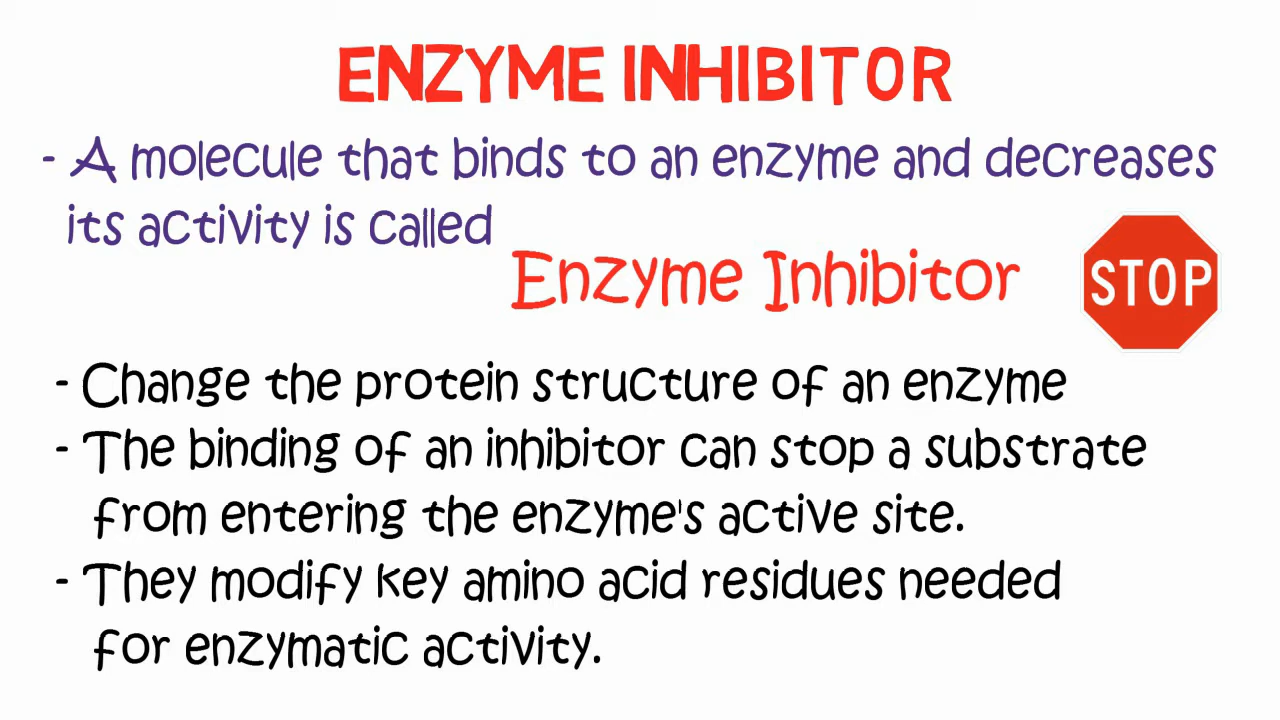 ENZYME INHIBITOR
- A molecule that binds to an enzyme and decreases
its activity is called
Enzyme Inhibitor
STOP
- Change the protein structure of an enzyme
- The binding of an inhibitor can stop a substrate
from entering the enzyme's active site.
- They modify key amino acid residues needed
for enzymatic activity.